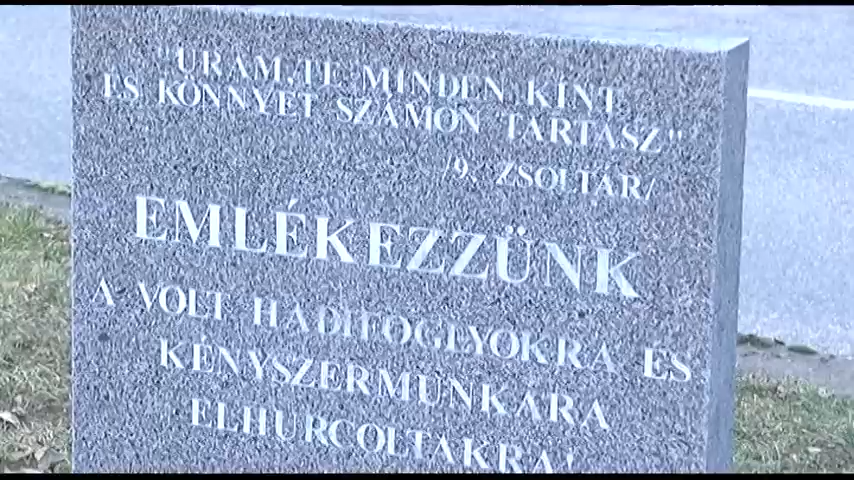 "URAM, TE MINDEN KÍNT
ÉS KÖNNYET SZÁMON TARTASZ"
/9. ZSOLTÁR/
EMLÉKEZZÜNK
A VOLT HADIFOGLYOKRA ÉS
KÉNYSZERMUNKÁRA
ELHURCOLTAKRA!